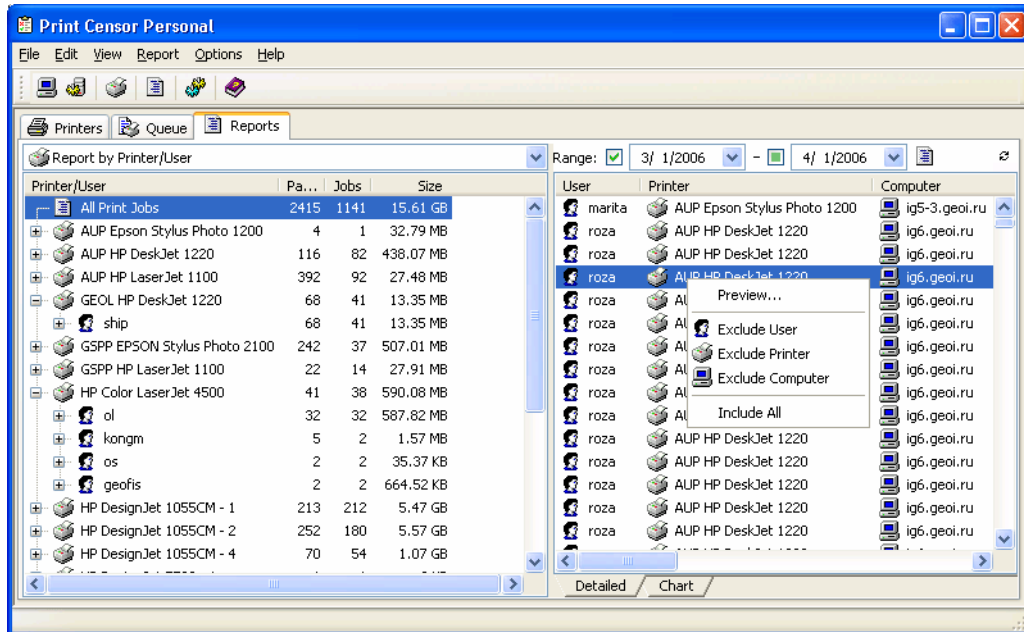 Print Censor Personal
File Edit View Report Options Help
Printers Queue Reports
Report by Printer/User Range: 3/ 1/2006 - 4/ 1/2006
Printer/User Pa... Jobs Size
All Print Jobs 2415 1141 15.61 GB
AUP Epson Stylus Photo 1200 4 1 32.79 MB
AUP HP DeskJet 1220 116 82 438.07 MB
AUP HP LaserJet 1100 392 92 27.48 MB
GEOL HP DeskJet 1220 68 41 13.35 MB
ship 68 41 13.35 MB
GSPP EPSON Stylus Photo 2100 242 37 507.01 MB
GSPP HP LaserJet 1100 22 14 27.91 MB
HP Color LaserJet 4500 41 38 590.08 MB
ol 32 32 587.82 MB
kongm 5 2 1.57 MB
os 2 2 35.37 KB
geofis 2 2 664.52 KB
HP DesignJet 1055CM - 1 213 212 5.47 GB
HP DesignJet 1055CM - 2 252 180 5.57 GB
HP DesignJet 1055CM - 4 70 54 1.07 GB
User Printer Computer
marita AUP Epson Stylus Photo 1200 ig5-3.geoi.ru
roza AUP HP DeskJet 1220 ig6.geoi.ru
roza AUP HP DeskJet 1220 ig6.geoi.ru
roza AUP HP DeskJet 1220 ig6.geoi.ru
roza ig6.geoi.ru
roza ig6.geoi.ru
roza ig6.geoi.ru
roza ig6.geoi.ru
roza ig6.geoi.ru
roza ig6.geoi.ru
roza AUP HP DeskJet 1220 ig6.geoi.ru
roza AUP HP DeskJet 1220 ig6.geoi.ru
roza AUP HP DeskJet 1220 ig6.geoi.ru
roza AUP HP DeskJet 1220 ig6.geoi.ru
roza AUP HP DeskJet 1220 ig6.geoi.ru
Preview...
Exclude User
Exclude Printer
Exclude Computer
Include All
Detailed Chart